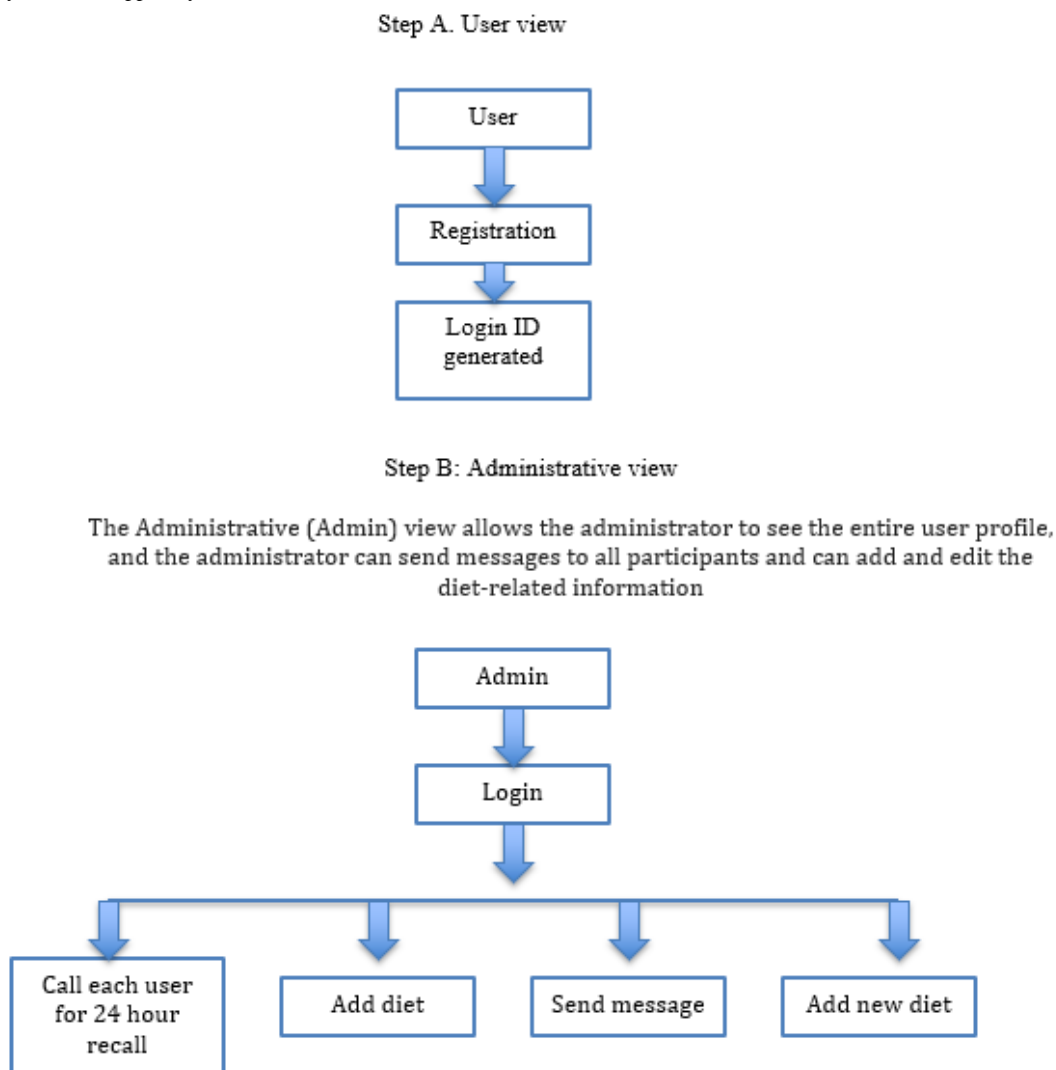 Step A. User view
User
Registration
Login ID
generated
Step B: Administrative view
The Administrative (Admin) view allows the administrator to see the entire user profile,
and the administrator can send messages to all participants and can add and edit the
diet-related information
Admin
Login
Call each user
for 24 hour
recall
Add diet
Send message
Add new diet